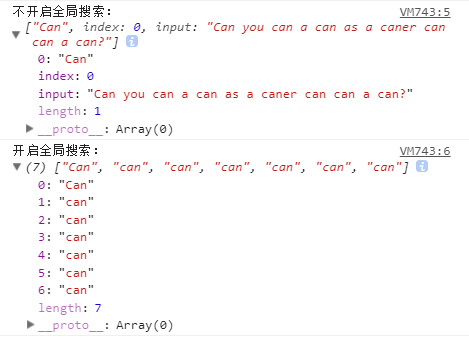 不开启全局搜索: VM743:5
["Can", index: 0, input: "Can you can a can as a caner can
can a can?"]
0: "Can"
index: 0
input: "Can you can a can as a caner can can a can?"
length: 1
__proto__: Array(0)
开启全局搜索: VM743:6
(7) ["Can", "can", "can", "can", "can", "can", "can"]
0: "Can"
1: "can"
2: "can"
3: "can"
4: "can"
5: "can"
6: "can"
length: 7
__proto__: Array(0)